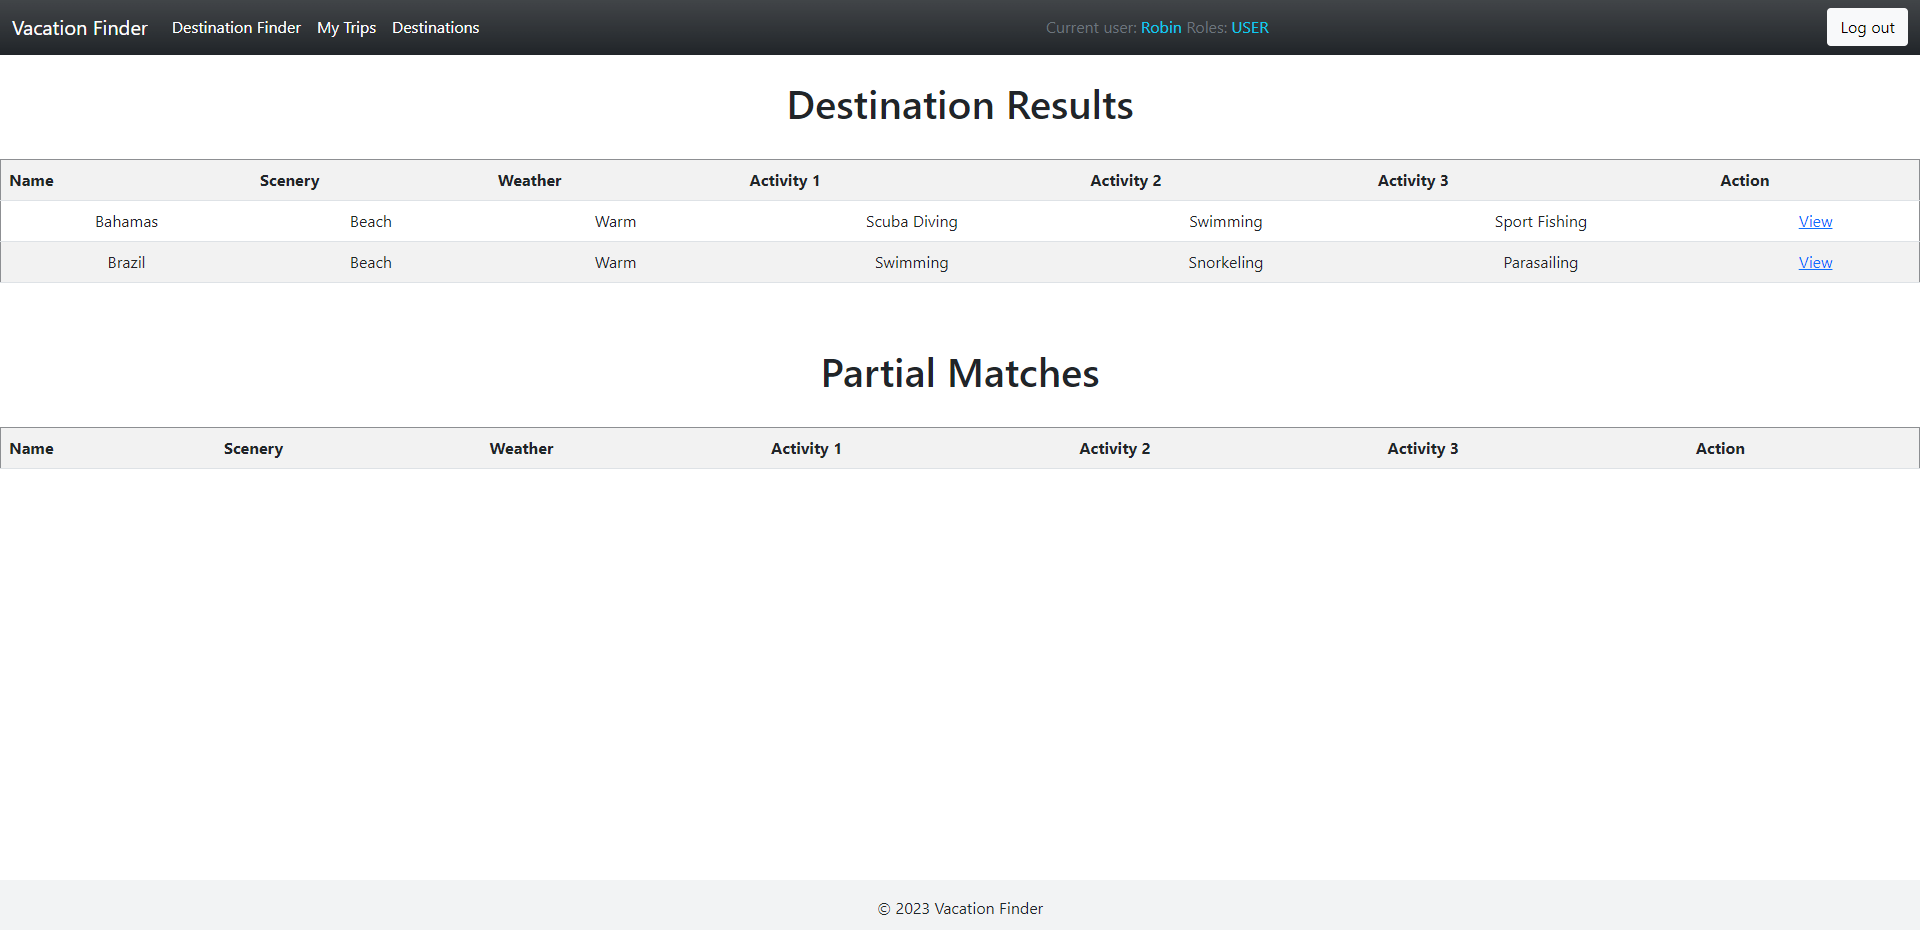 Vacation Finder Destination Finder My Trips Destinations Current user: Robin Roles: USER Log out
Destination Results
Name Scenery Weather Activity 1 Activity 2 Activity 3 Action
Bahamas Beach Warm Scuba Diving Swimming Sport Fishing View
Brazil Beach Warm Swimming Snorkeling Parasailing View
Partial Matches
Name Scenery Weather Activity 1 Activity 2 Activity 3 Action
© 2023 Vacation Finder